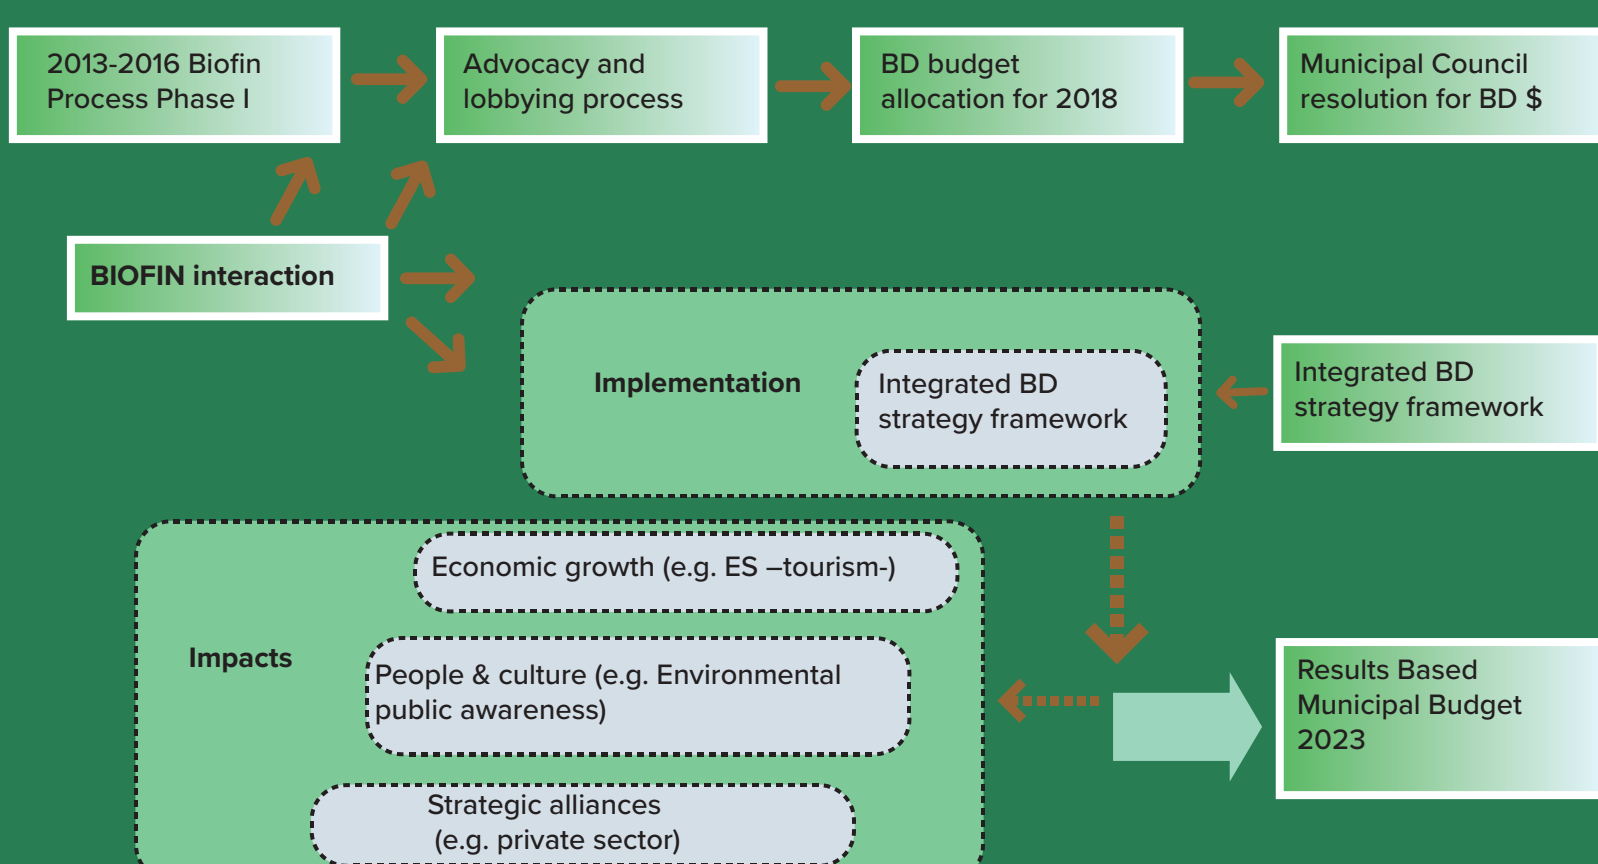 2013-2016 Biofin
Process Phase I
Advocacy and
lobbying process
BD budget
allocation for 2018
Municipal Council
resolution for BD $
BIOFIN interaction
Implementation
Integrated BD
strategy framework
Integrated BD
strategy framework
Economic growth (e.g. ES –tourism-)
Impacts
People & culture (e.g. Environmental
public awareness)
Results Based
Municipal Budget
2023
Strategic alliances
(e.g. private sector)